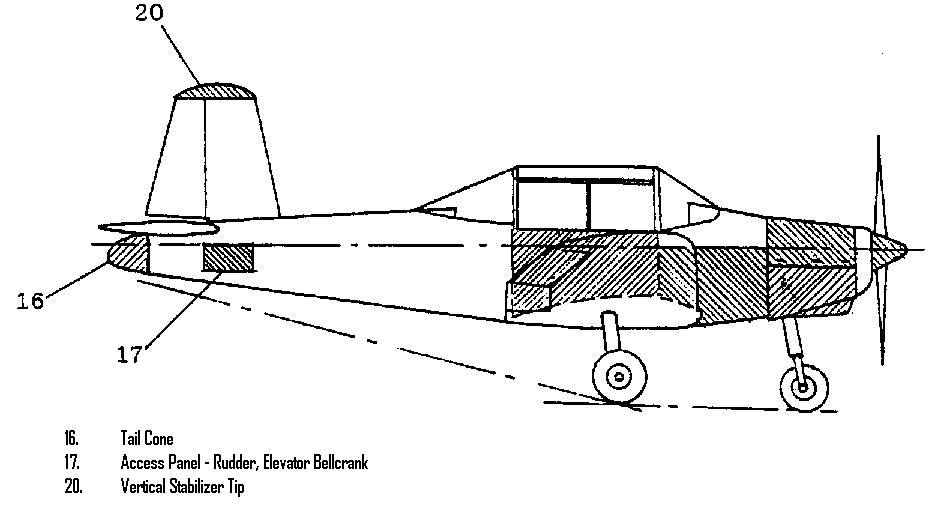 20
16
17
16. Tail Cone
17. Access Panel - Rudder, Elevator Bellcrank
20. Vertical Stabilizer Tip